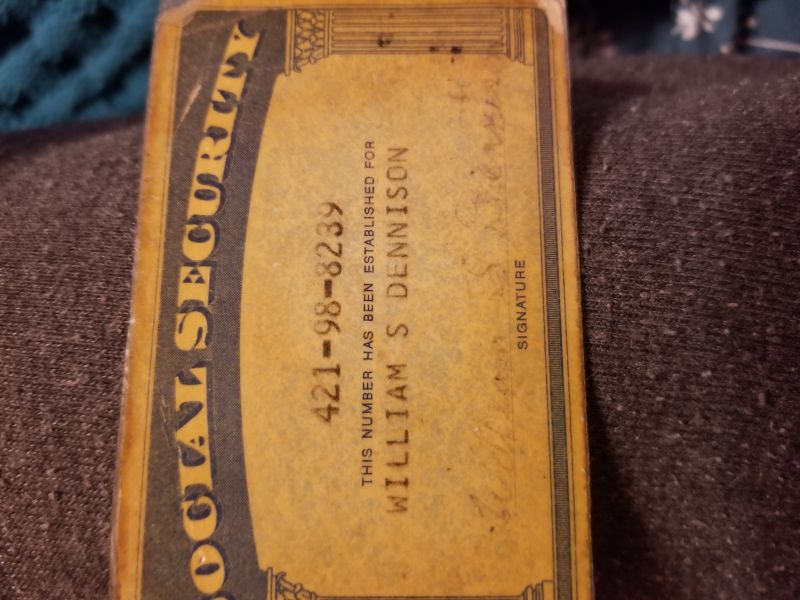 SOCIAL SECURITY
421-98-8239
THIS NUMBER HAS BEEN ESTABLISHED FOR
WILLIAM S DENNISON
SIGNATURE